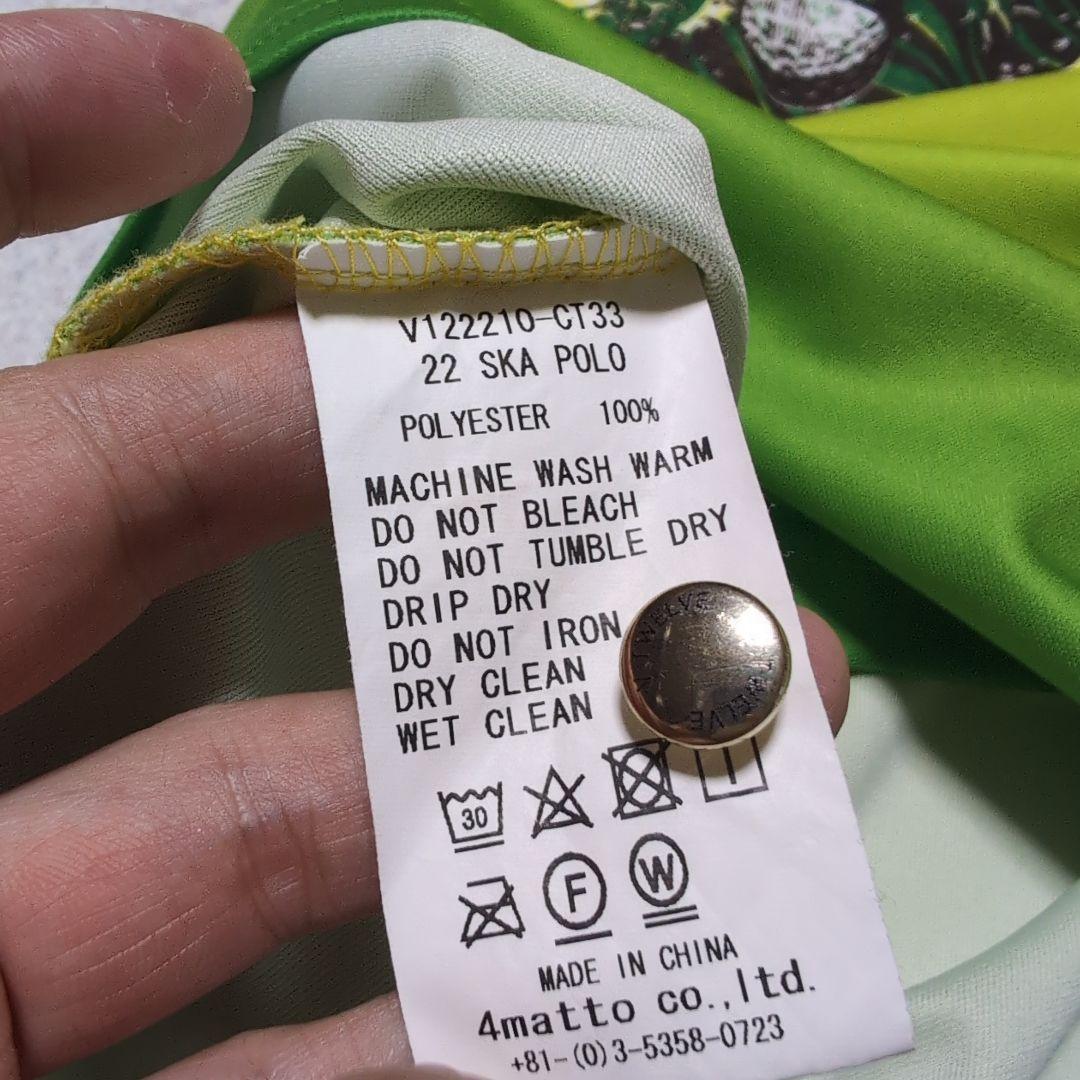 V122210-CT33
22 SKA POLO
POLYESTER 100%
MACHINE WASH WARM
DO NOT BLEACH
DO NOT TUMBLE DRY
DRIP DRY
DO NOT IRON
DRY CLEAN
WET CLEAN
TWELVE
TWELVE
30
F
W
MADE IN CHINA
4matto co.,ltd.
+81-(0)3-5358-0723